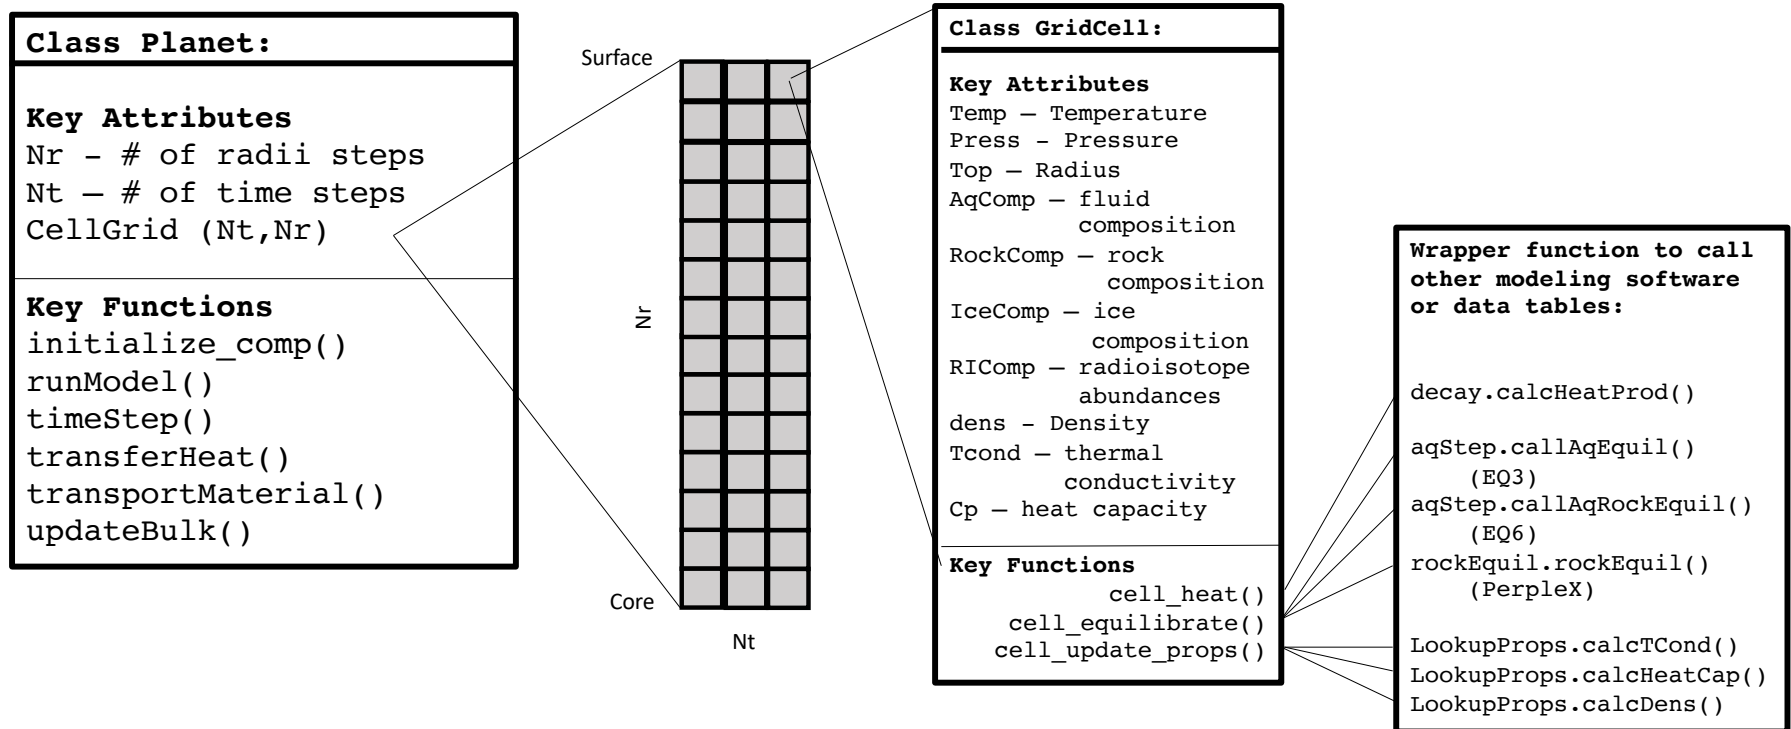 Class Planet:
Key Attributes
Nr - # of radii steps
Nt — # of time steps
CellGrid (Nt,Nr)
Key Functions
initialize_comp()
runModel()
timeStep()
transferHeat()
transportMaterial()
updateBulk()
Surface
Nr
Core
Nt
Class GridCell:
Key Attributes
Temp — Temperature
Press - Pressure
Top - Radius
AqComp — fluid
composition
RockComp — rock
composition
IceComp — ice
composition
RIComp — radioisotope
abundances
dens - Density
Tcond — thermal
conductivity
Cp — heat capacity
Key Functions
cell_heat()
cell_equilibrate()
cell_update_props()
Wrapper function to call
other modeling software
or data tables:
decay.calcHeatProd()
aqStep.callAqEquil()
(EQ3)
aqStep.callAqRockEquil()
(EQ6)
rockEquil.rockEquil()
(PerpleX)
LookupProps.calcTCond()
LookupProps.calcHeatCap()
LookupProps.calcDens()